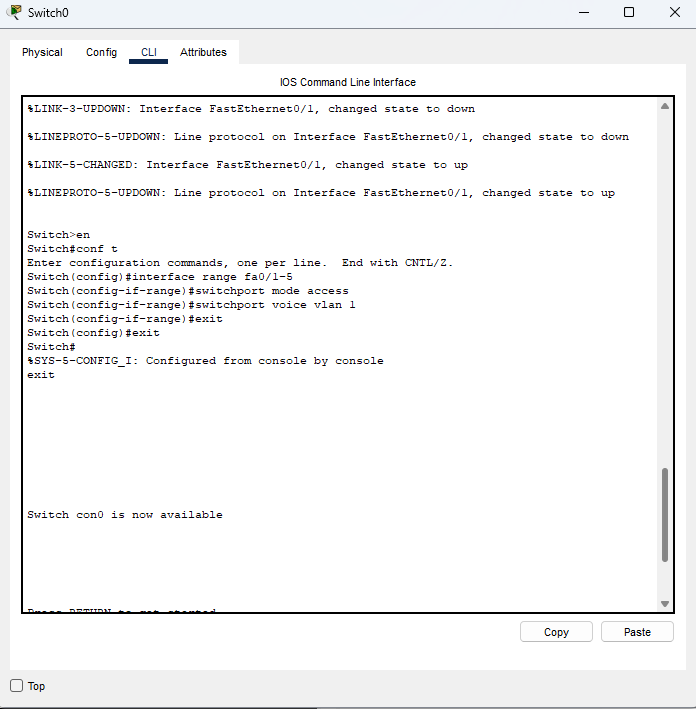 Switch0
Physical Config CLI Attributes
IOS Command Line Interface
%LINK-3-UPDOWN: Interface FastEthernet0/1, changed state to down
%LINEPROTO-5-UPDOWN: Line protocol on Interface FastEthernet0/1, changed state to down
%LINK-5-CHANGED: Interface FastEthernet0/1, changed state to up
%LINEPROTO-5-UPDOWN: Line protocol on Interface FastEthernet0/1, changed state to up
Switch>en
Switch#conf t
Enter configuration commands, one per line.  End with CNTL/Z.
Switch(config)#interface range fa0/1-5
Switch(config-if-range)#switchport mode access
Switch(config-if-range)#switchport voice vlan 1
Switch(config-if-range)#exit
Switch(config)#exit
Switch#
%SYS-5-CONFIG_I: Configured from console by console
exit
Switch con0 is now available
Press RETURN to get started
Copy Paste
Top